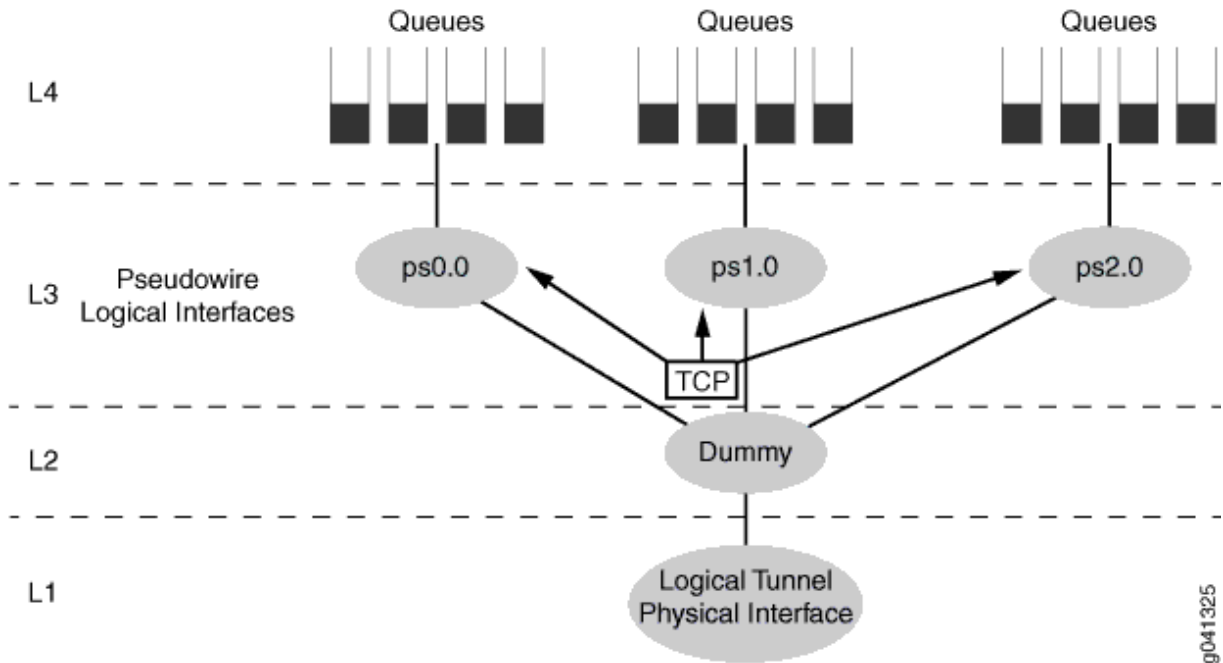 Queues
Queues
Queues
L4
ps0.0
ps1.0
ps2.0
L3
Pseudowire
Logical Interfaces
TCP
L2
Dummy
L1
Logical Tunnel
Physical Interface
g041325